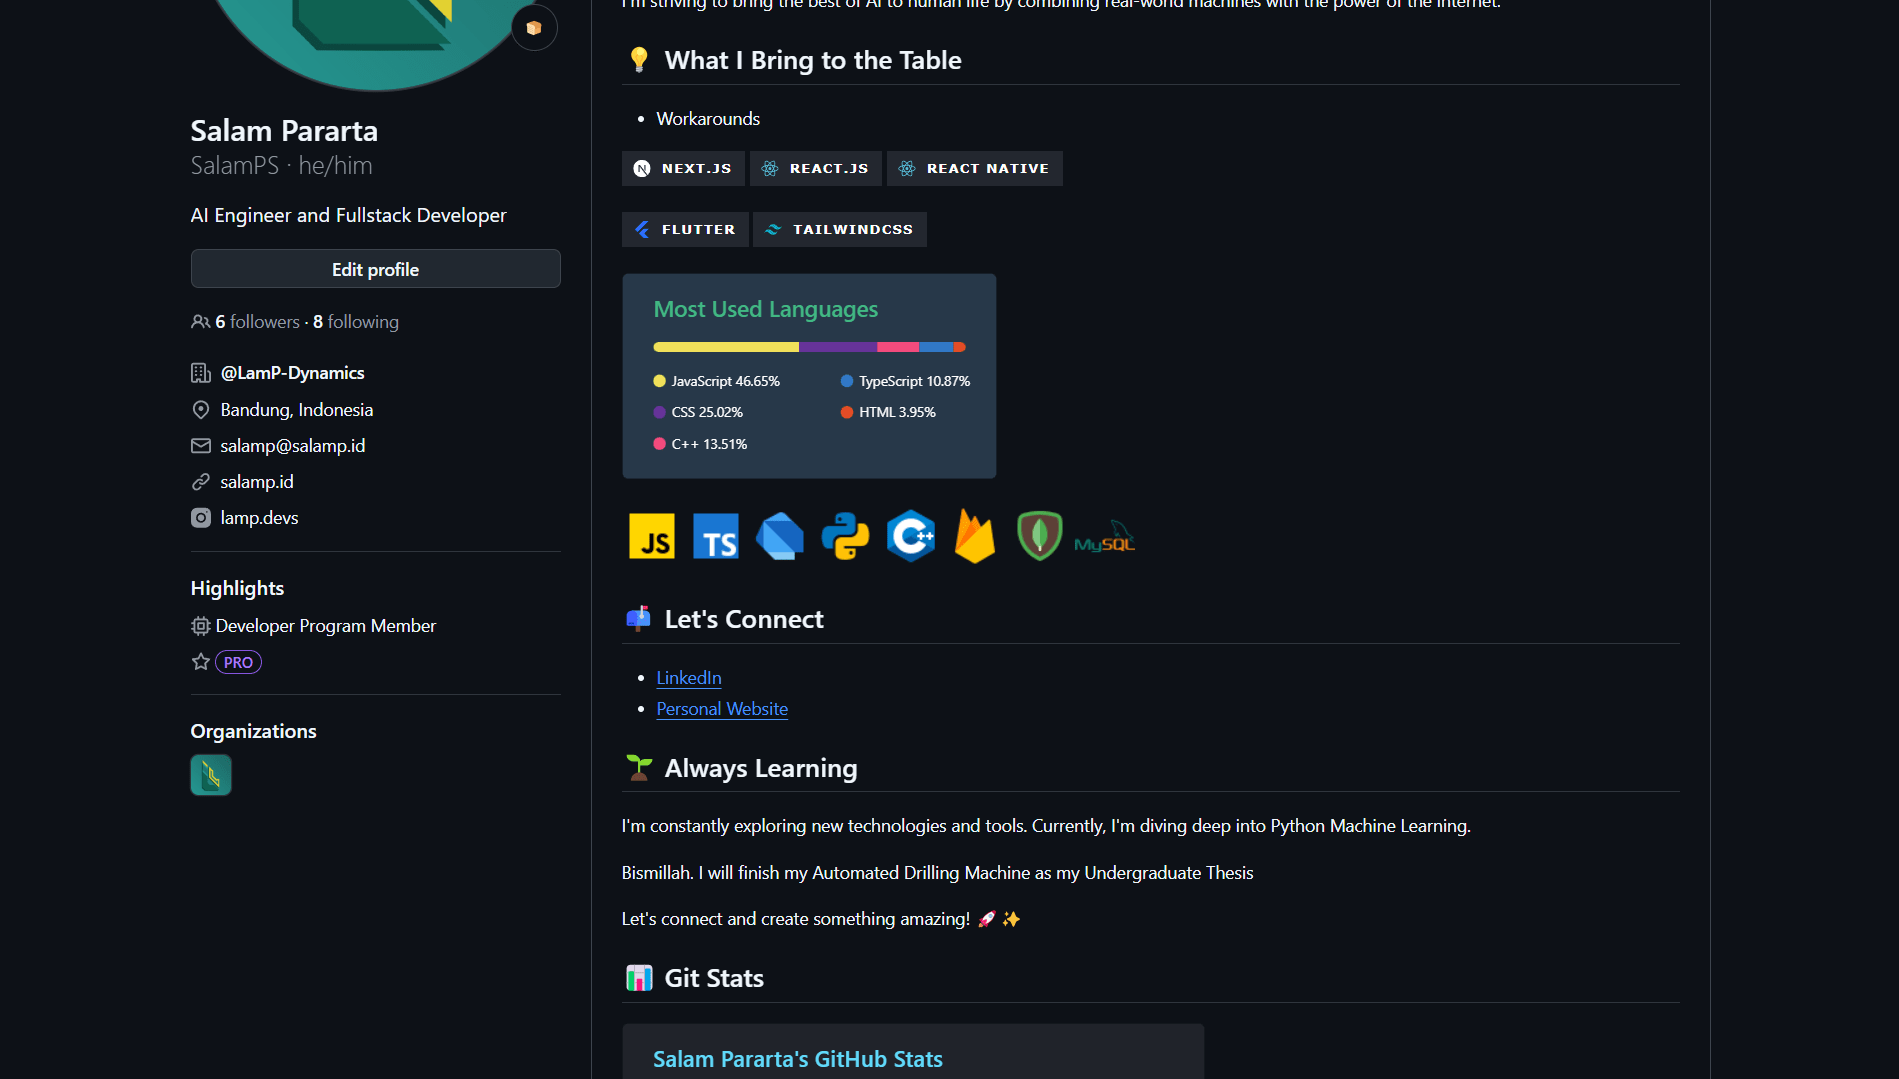 Salam Pararta
SalamPS · he/him
AI Engineer and Fullstack Developer
Edit profile
6 followers · 8 following
@LamP-Dynamics
Bandung, Indonesia
salamp@salamp.id
salamp.id
lamp.devs
Highlights
Developer Program Member
PRO
Organizations
I'm striving to bring the best of AI to human life by combining real-world machines with the power of the internet.
What I Bring to the Table
Workarounds
NEXT.JS REACT.JS REACT NATIVE
FLUTTER TAILWINDCSS
Most Used Languages
JavaScript 46.65% TypeScript 10.87%
CSS 25.02% HTML 3.95%
C++ 13.51%
JS TS C++ MySQL
Let's Connect
LinkedIn
Personal Website
Always Learning
I'm constantly exploring new technologies and tools. Currently, I'm diving deep into Python Machine Learning.
Bismillah. I will finish my Automated Drilling Machine as my Undergraduate Thesis
Let's connect and create something amazing! 🚀 ✨
Git Stats
Salam Pararta's GitHub Stats